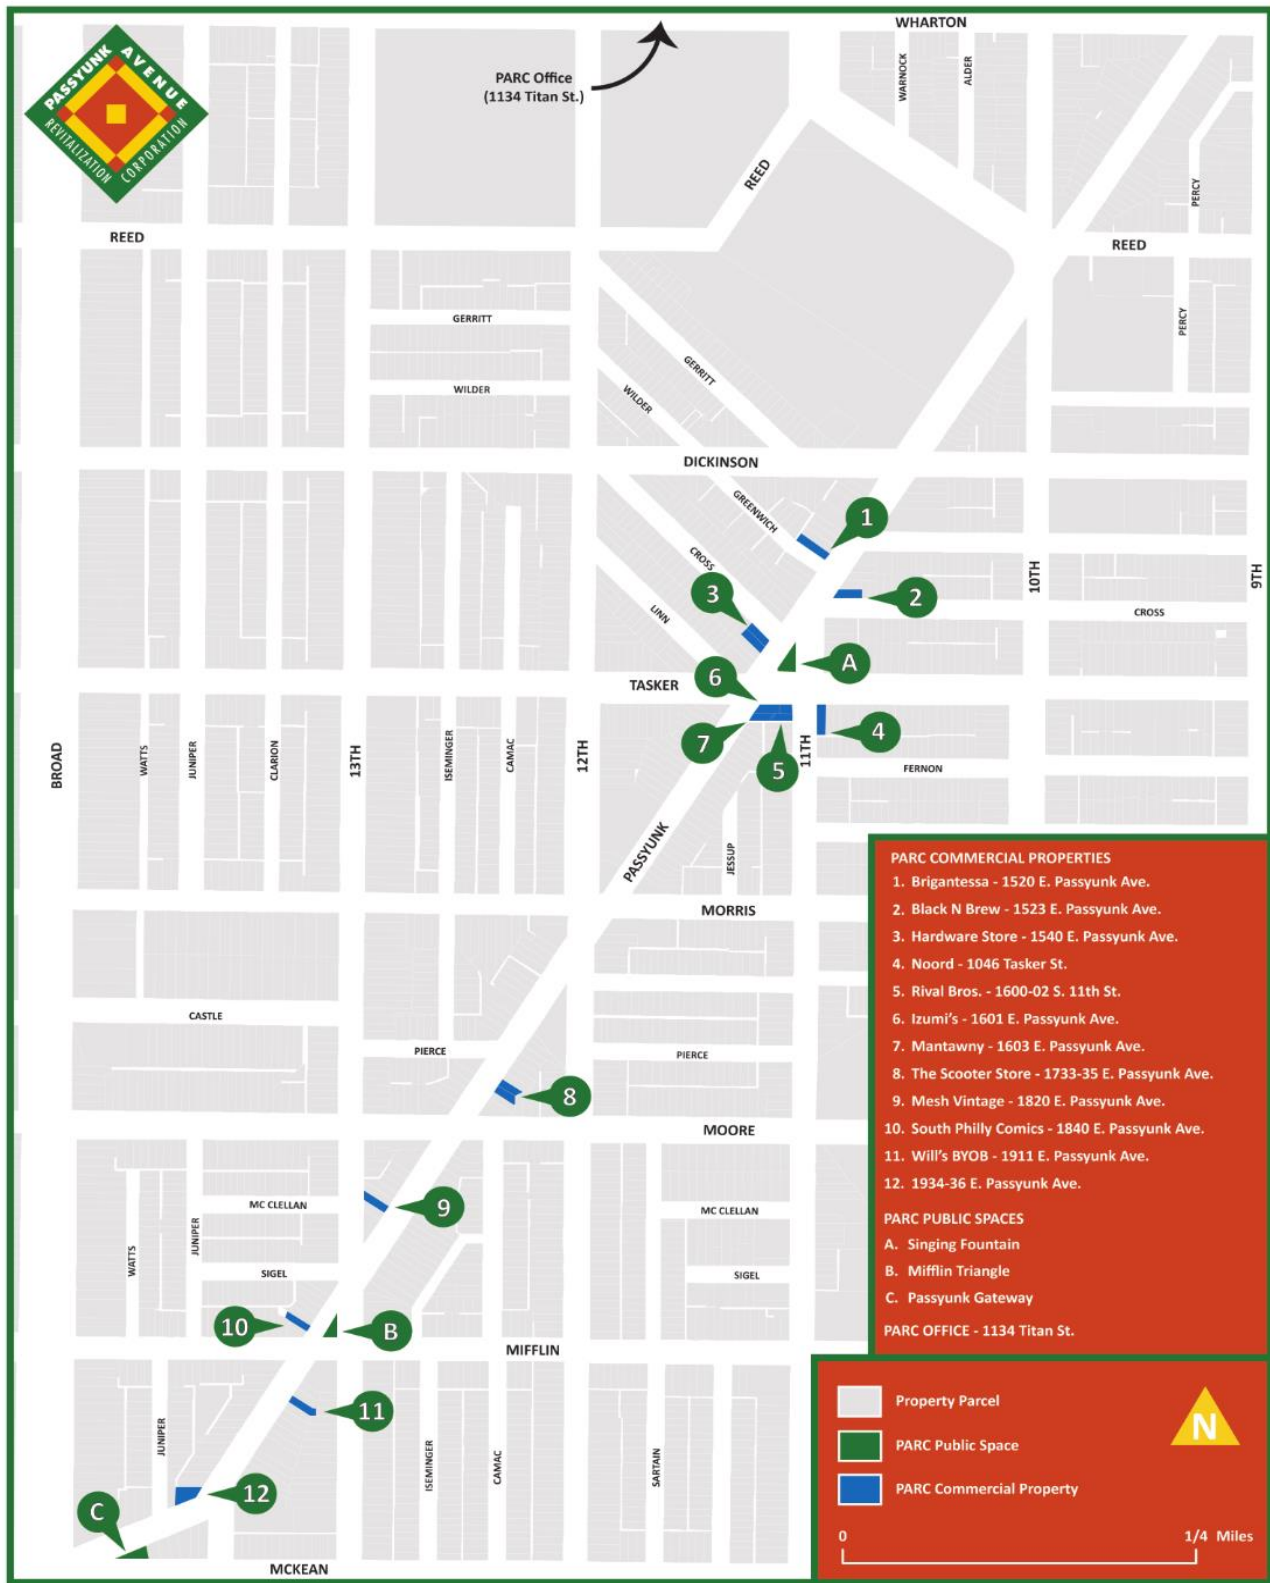 WHARTON
PASSYUNK AVENUE
REVITALIZATION CORPORATION
PARC Office
(1134 Titan St.)
WARNOCK
ALDER
REED
PERCY
REED
REED
GERRITT
PERCY
GERRITT
WILDER
WILDER
DICKINSON
GREENWICH
1
CROSS
10TH
9TH
3
2
LINN
CROSS
A
TASKER
6
7
4
5
11TH
FERNON
BROAD
WATTS
JUNIPER
CLARION
13TH
ISEMINGER
CAMAC
12TH
PASSYUNK
JESSUP
MORRIS
CASTLE
PIERCE
PIERCE
8
MOORE
MC CLELLAN
9
MC CLELLAN
WATTS
JUNIPER
SIGEL
SIGEL
10
B
MIFFLIN
11
JUNIPER
ISEMINGER
CAMAC
SARTAIN
12
C
MCKEAN
PARC COMMERCIAL PROPERTIES
1. Brigantessa - 1520 E. Passyunk Ave.
2. Black N Brew - 1523 E. Passyunk Ave.
3. Hardware Store - 1540 E. Passyunk Ave.
4. Noord - 1046 Tasker St.
5. Rival Bros. - 1600-02 S. 11th St.
6. Izumi's - 1601 E. Passyunk Ave.
7. Mantawny - 1603 E. Passyunk Ave.
8. The Scooter Store - 1733-35 E. Passyunk Ave.
9. Mesh Vintage - 1820 E. Passyunk Ave.
10. South Philly Comics - 1840 E. Passyunk Ave.
11. Will's BYOB - 1911 E. Passyunk Ave.
12. 1934-36 E. Passyunk Ave.
PARC PUBLIC SPACES
A. Singing Fountain
B. Mifflin Triangle
C. Passyunk Gateway
PARC OFFICE - 1134 Titan St.
Property Parcel
PARC Public Space
PARC Commercial Property
N
0 1/4 Miles